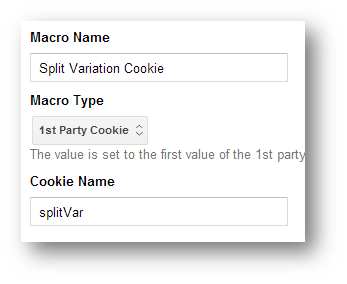 Macro Name
Split Variation Cookie
Macro Type
1st Party Cookie
The value is set to the first value of the 1st party
Cookie Name
splitVar